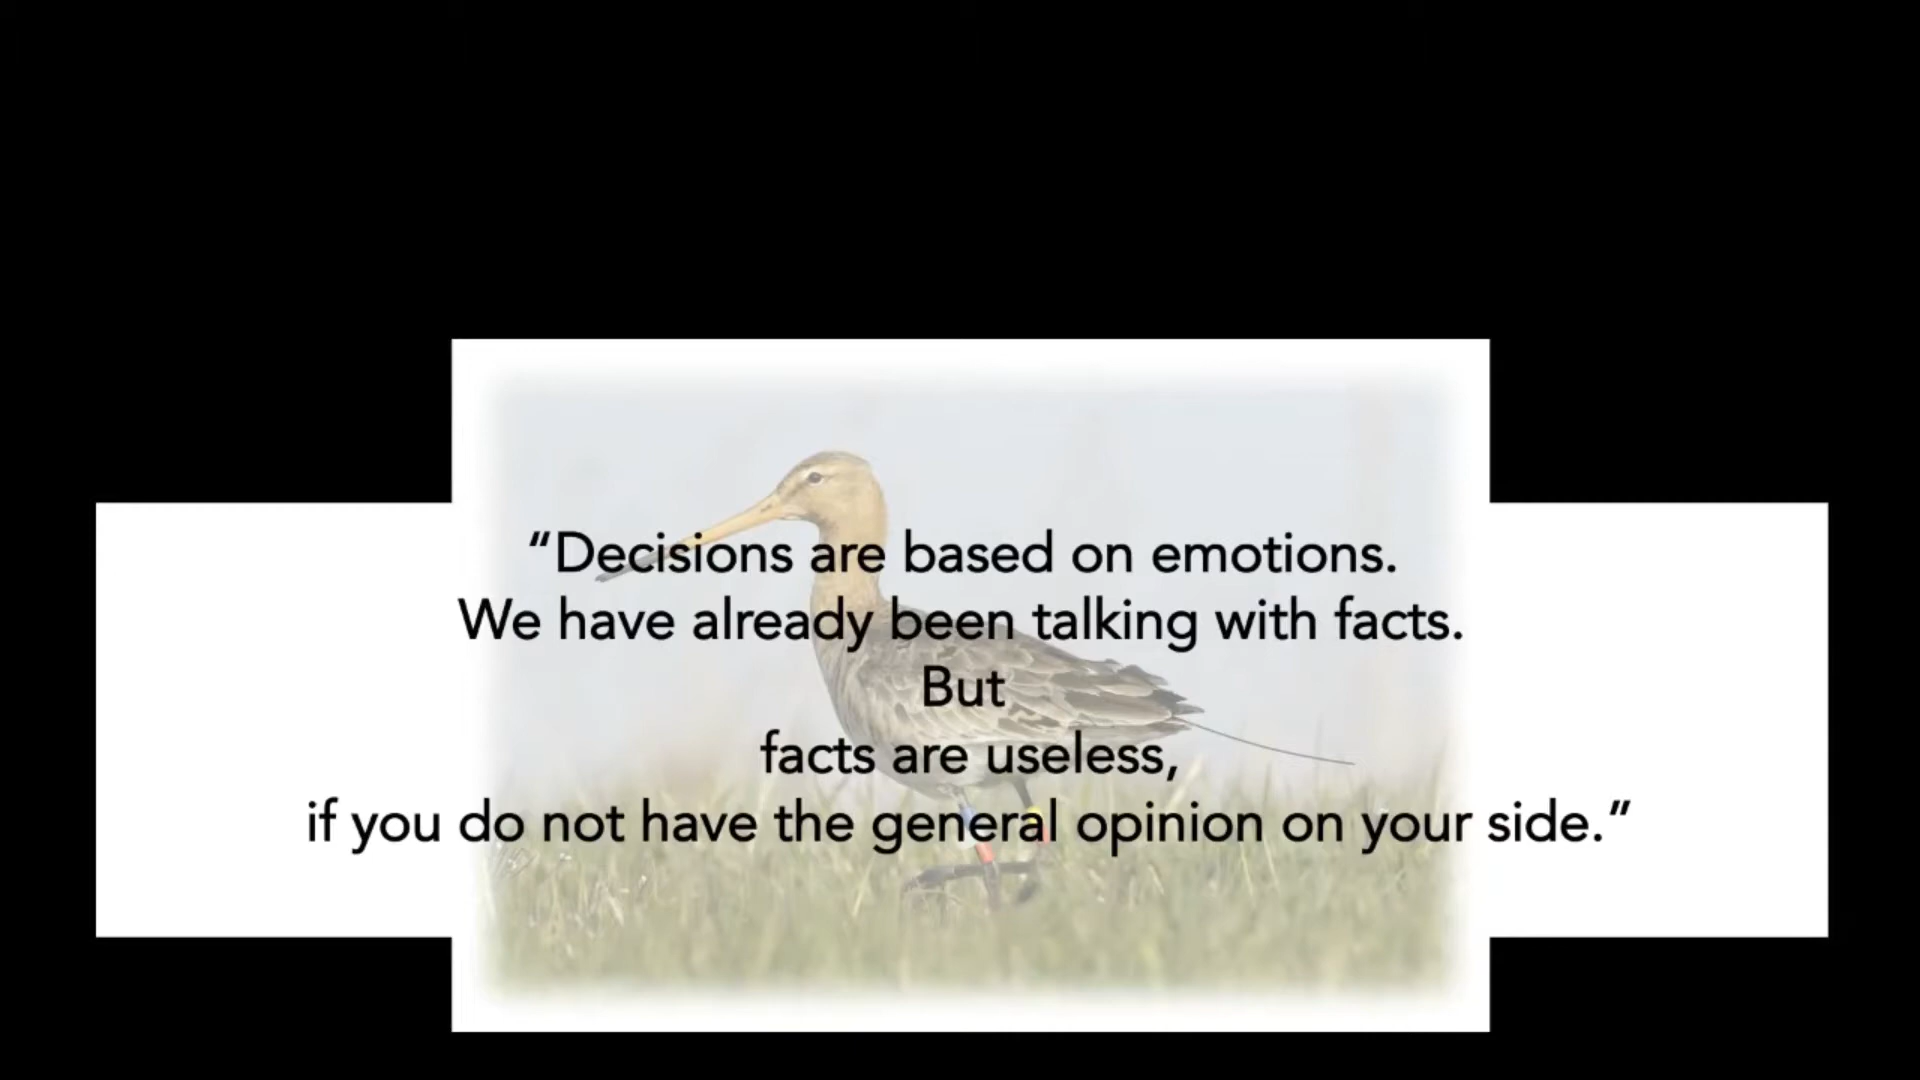 “Decisions are based on emotions.
We have already been talking with facts.
But
facts are useless,
if you do not have the general opinion on your side.”